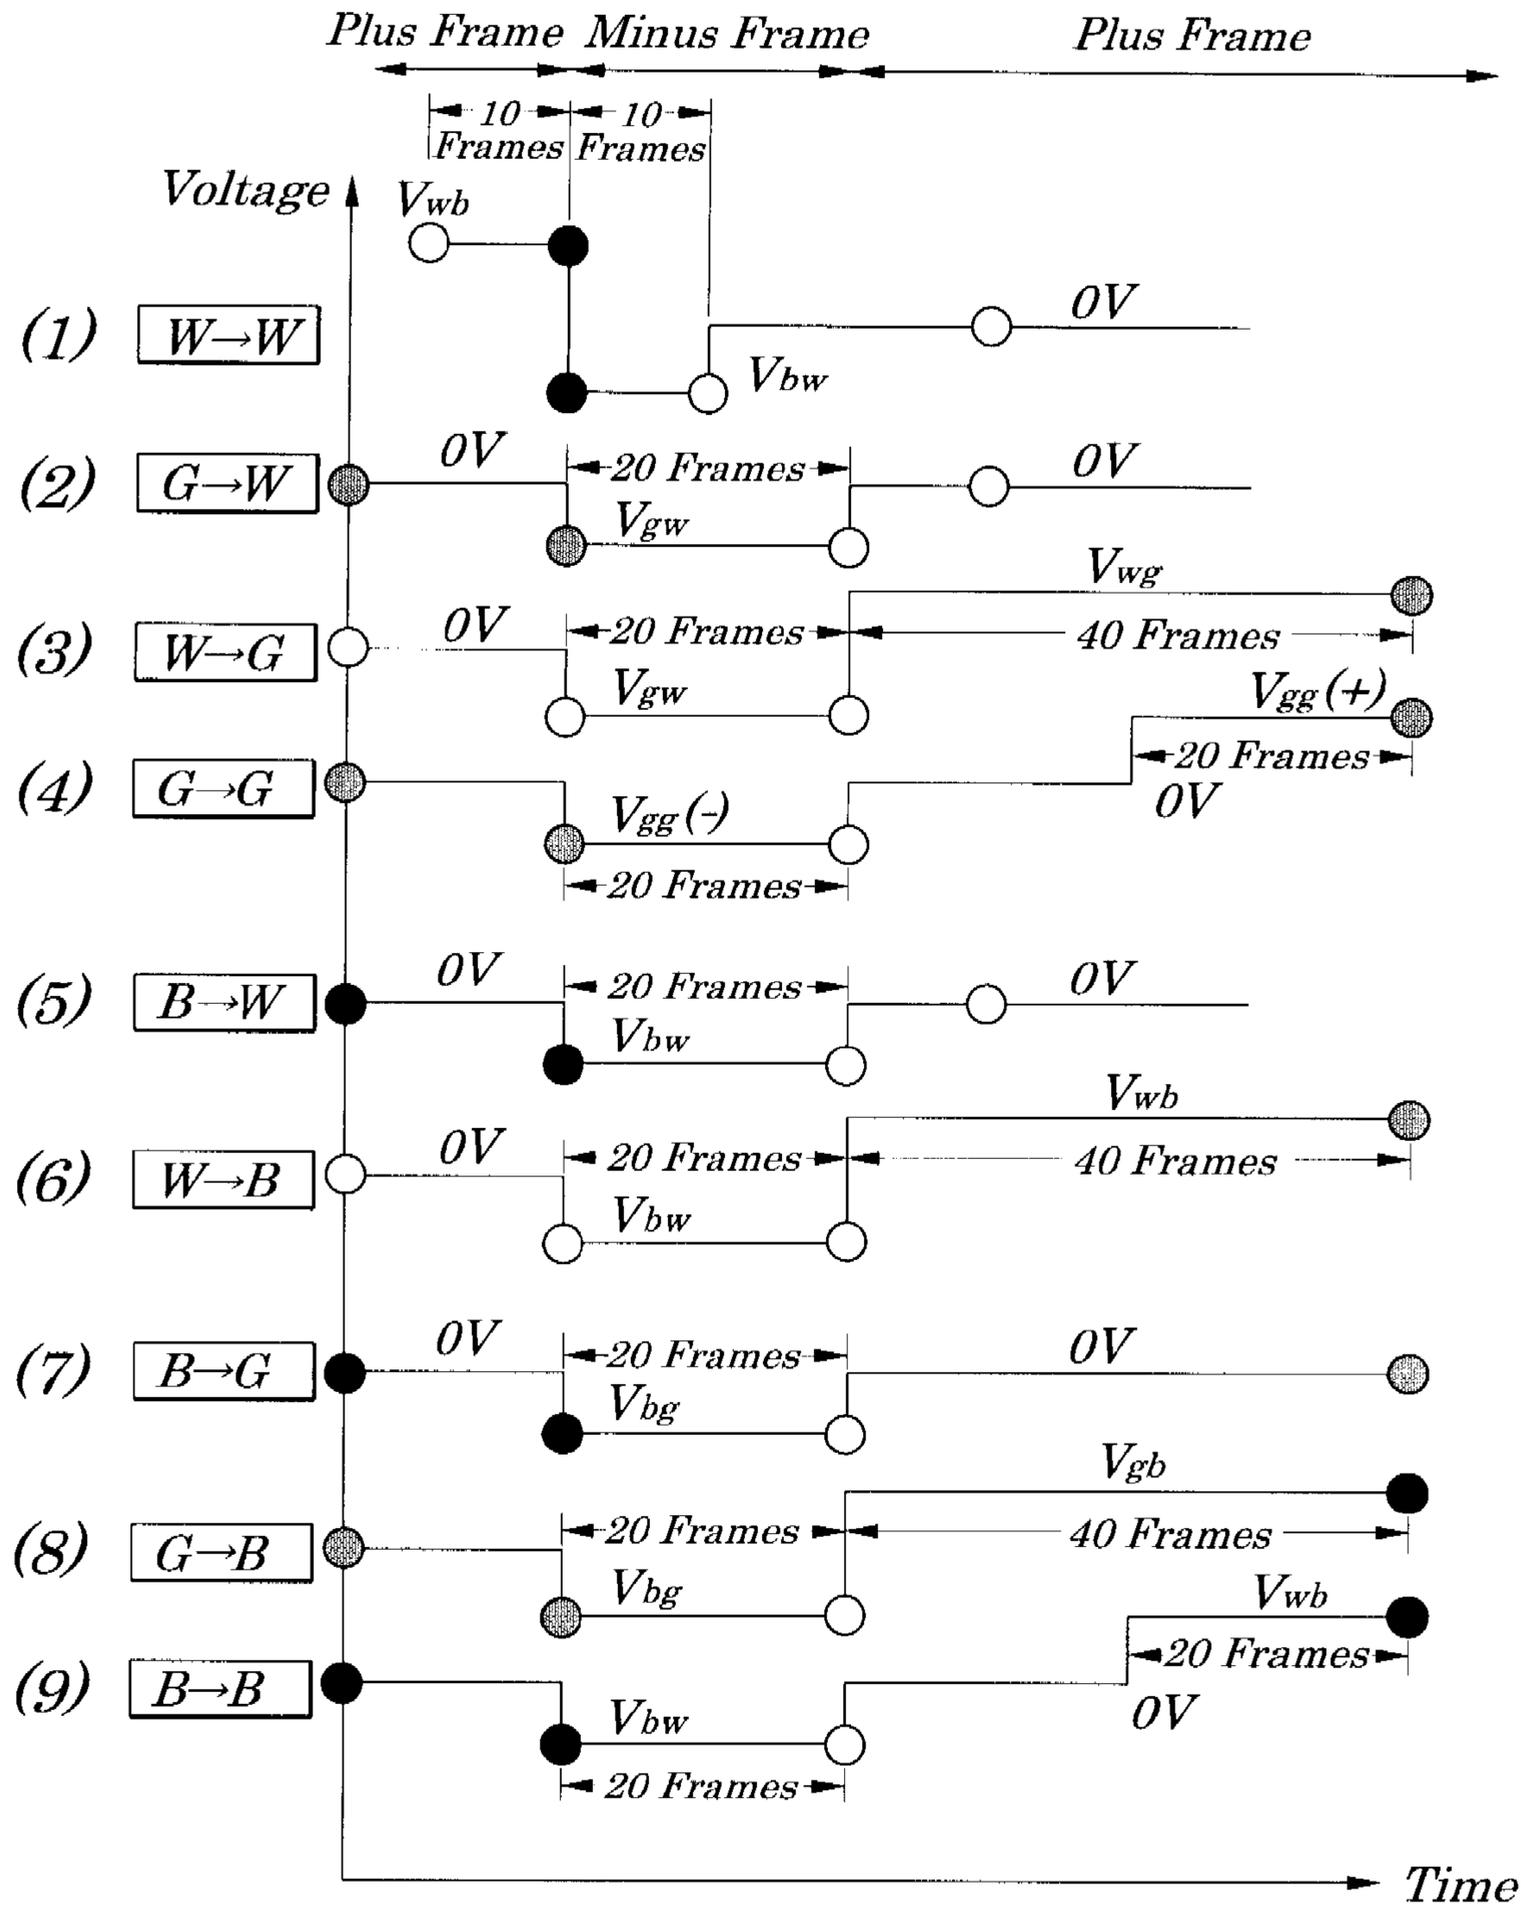 Plus Frame Minus Frame Plus Frame
10 Frames 10 Frames
Voltage
Vwb
(1) W→W 0V
Vbw
(2) G→W 0V 20 Frames 0V
Vgw
Vwg
(3) W→G 0V 20 Frames 40 Frames
Vgw
Vgg (+)
(4) G→G 20 Frames
0V
Vgg (-)
20 Frames
(5) B→W 0V 20 Frames 0V
Vbw
Vwb
(6) W→B 0V 20 Frames 40 Frames
Vbw
(7) B→G 0V 20 Frames 0V
Vbg
Vgb
(8) G→B 20 Frames 40 Frames
Vbg
Vwb
20 Frames
(9) B→B 0V
Vbw
20 Frames
Time